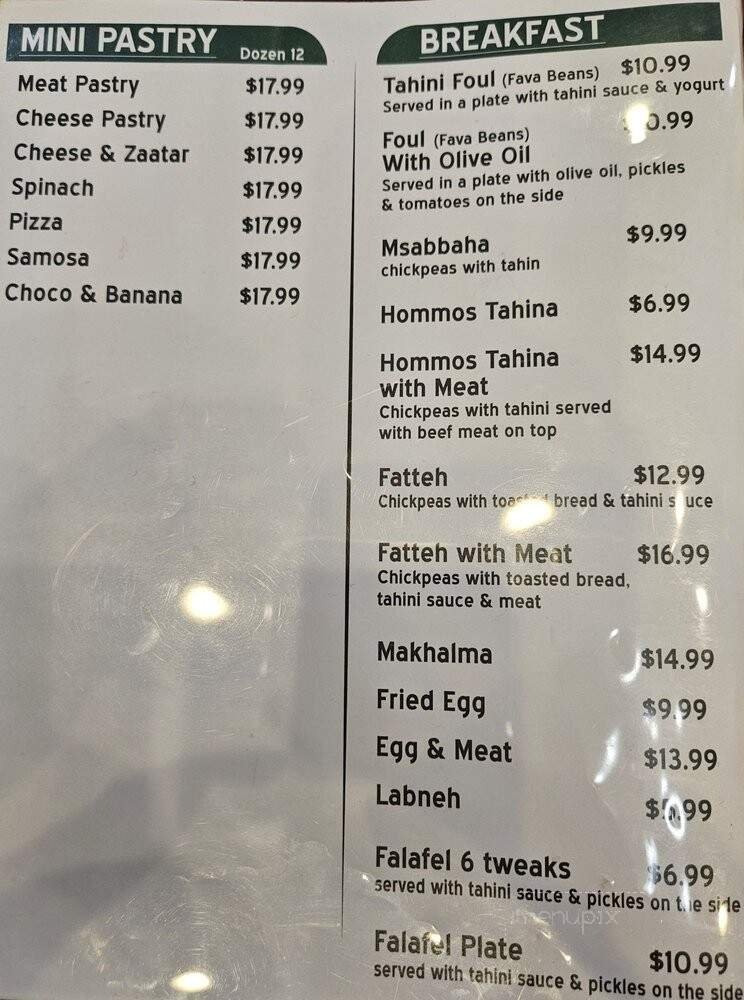 MINI PASTRY Dozen 12
Meat Pastry $17.99
Cheese Pastry $17.99
Cheese & Zaatar $17.99
Spinach $17.99
Pizza $17.99
Samosa $17.99
Choco & Banana $17.99
BREAKFAST
Tahini Foul (Fava Beans) $10.99
Served in a plate with tahini sauce & yogurt
Foul (Fava Beans)
With Olive Oil
Served in a plate with olive oil, pickles
& tomatoes on the side
Msabbaha $9.99
chickpeas with tahin
Hommos Tahina $6.99
Hommos Tahina $14.99
with Meat
Chickpeas with tahini served
with beef meat on top
Fatteh $12.99
Chickpeas with toasted bread & tahini sauce
Fatteh with Meat $16.99
Chickpeas with toasted bread,
tahini sauce & meat
Makhalma $14.99
Fried Egg $9.99
Egg & Meat $13.99
Labneh
Falafel 6 tweaks $6.99
served with tahini sauce & pickles on the side
menupix
Falafel Plate $10.99
served with tahini sauce & pickles on the side